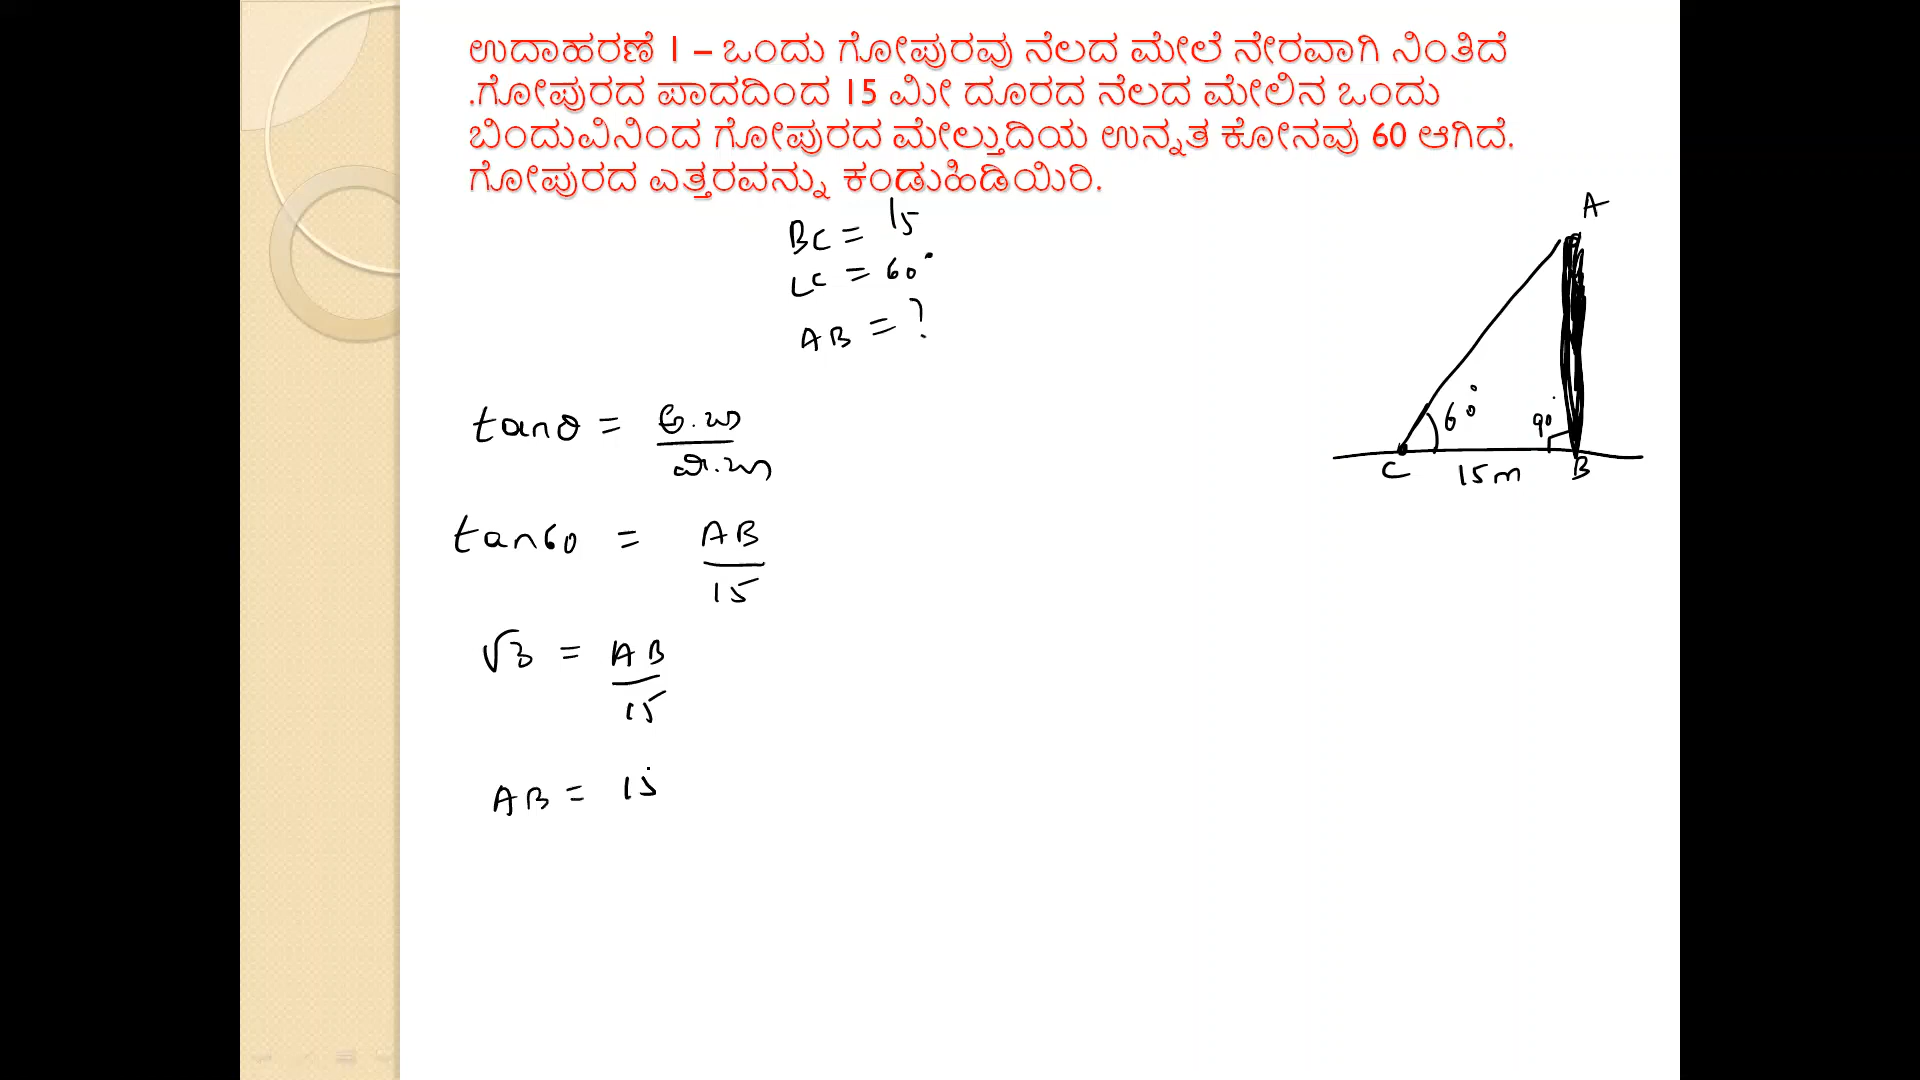 ಉದಾಹರಣೆ 1 – ಒಂದು ಗೋಪುರವು ನೆಲದ ಮೇಲೆ ನೇರವಾಗಿ ನಿಂತಿದೆ
.ಗೋಪುರದ ಪಾದದಿಂದ 15 ಮೀ ದೂರದ ನೆಲದ ಮೇಲಿನ ಒಂದು
ಬಿಂದುವಿನಿಂದ ಗೋಪುರದ ಮೇಲ್ತುದಿಯ ಉನ್ನತ ಕೋನವು 60 ಆಗಿದೆ.
ಗೋಪುರದ ಎತ್ತರವನ್ನು ಕಂಡುಹಿಡಿಯಿರಿ.
BC = 15
∠C = 60°
AB = ?
A
60°
90°
C 15m B
tanθ = ಅ.ಬಾ
ಪಾ.ಬಾ
tan60 = AB
15
√3 = AB
15
AB = 15